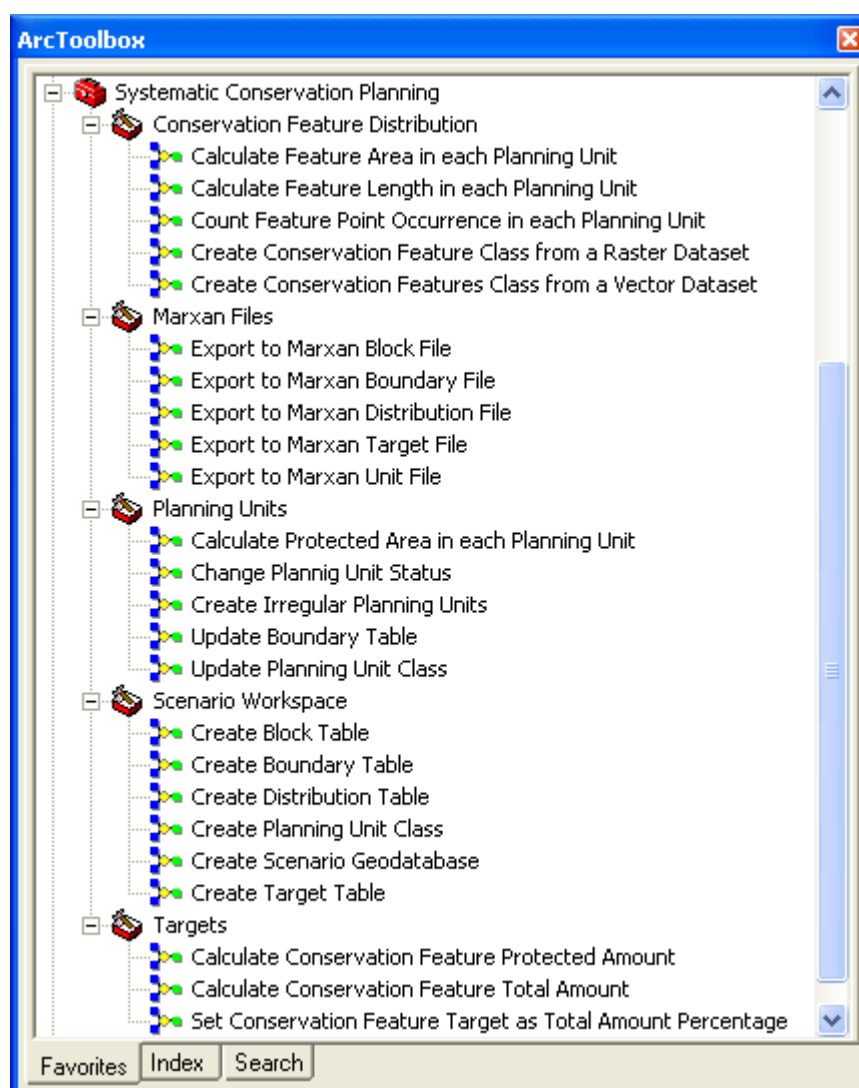 ArcToolbox
Systematic Conservation Planning
Conservation Feature Distribution
Calculate Feature Area in each Planning Unit
Calculate Feature Length in each Planning Unit
Count Feature Point Occurrence in each Planning Unit
Create Conservation Feature Class from a Raster Dataset
Create Conservation Features Class from a Vector Dataset
Marxan Files
Export to Marxan Block File
Export to Marxan Boundary File
Export to Marxan Distribution File
Export to Marxan Target File
Export to Marxan Unit File
Planning Units
Calculate Protected Area in each Planning Unit
Change Plannig Unit Status
Create Irregular Planning Units
Update Boundary Table
Update Planning Unit Class
Scenario Workspace
Create Block Table
Create Boundary Table
Create Distribution Table
Create Planning Unit Class
Create Scenario Geodatabase
Create Target Table
Targets
Calculate Conservation Feature Protected Amount
Calculate Conservation Feature Total Amount
Set Conservation Feature Target as Total Amount Percentage
Favorites Index Search